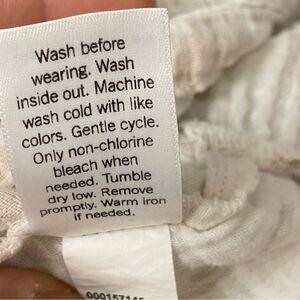 Wash before
wearing. Wash
inside out. Machine
wash cold with like
colors. Gentle cycle.
Only non-chlorine
bleach when
needed. Tumble
dry low. Remove
promptly. Warm iron
if needed.